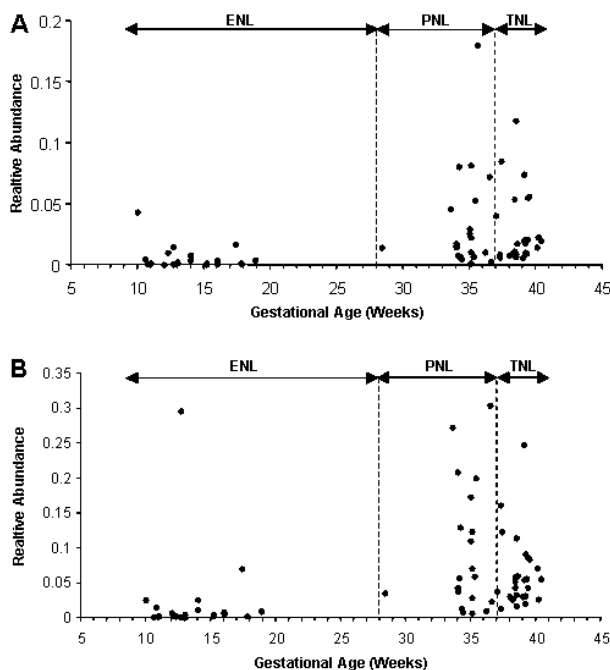 A
ENL PNL TNL
0.2
0.15
0.1
0.05
0
Realtive Abundance
5 10 15 20 25 30 35 40 45
Gestational Age (Weeks)
B
ENL PNL TNL
0.35
0.3
0.25
0.2
0.15
0.1
0.05
0
Realtive Abundance
5 10 15 20 25 30 35 40 45
Gestational Age (Weeks)